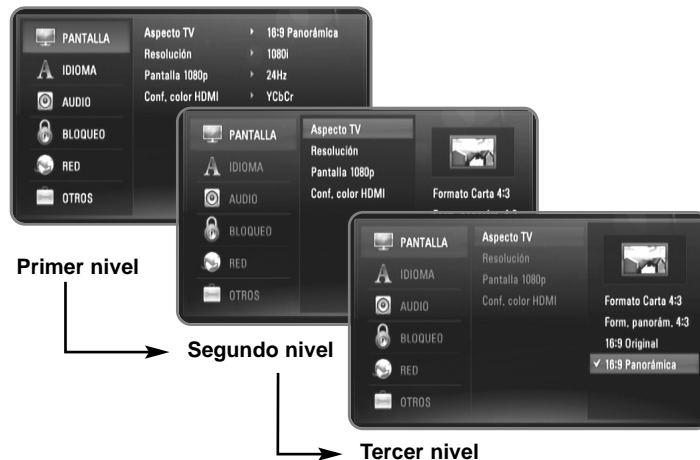 PANTALLA
IDIOMA
AUDIO
BLOQUEO
RED
OTROS
Aspecto TV 16:9 Panorámica
Resolución 1080i
Pantalla 1080p 24Hz
Conf. color HDMI YCbCr
PANTALLA
IDIOMA
AUDIO
BLOQUEO
RED
OTROS
Aspecto TV
Resolución
Pantalla 1080p
Conf. color HDMI
Formato Carta 4:3
PANTALLA
IDIOMA
AUDIO
BLOQUEO
RED
OTROS
Aspecto TV
Resolución
Pantalla 1080p
Conf. color HDMI
Formato Carta 4:3
Form. panorám. 4:3
16:9 Original
✓ 16:9 Panorámica
Primer nivel
Segundo nivel
Tercer nivel